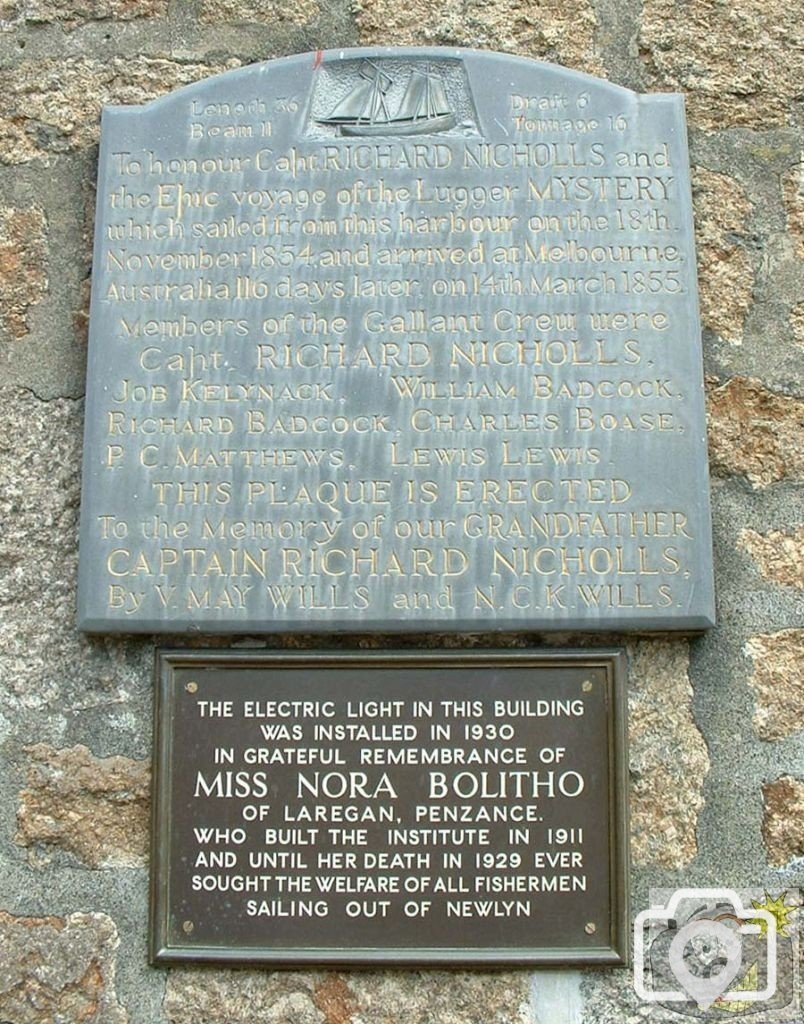 Length 36
Beam 11
Draft 6
Tonnage 16
To honour Capt. RICHARD NICHOLLS and
the Epic voyage of the Lugger MYSTERY
which sailed from this harbour on the 18th.
November 1854, and arrived at Melbourne,
Australia 116 days later, on 14th March 1855.
Members of the Gallant Crew were
Capt. RICHARD NICHOLLS,
JOB KELYNACK, WILLIAM BADCOCK,
RICHARD BADCOCK, CHARLES BOASE,
P. C. MATTHEWS, LEWIS LEWIS.
THIS PLAQUE IS ERECTED
To the Memory of our GRANDFATHER
CAPTAIN RICHARD NICHOLLS,
By V. MAY WILLS and N.C.K. WILLS.
THE ELECTRIC LIGHT IN THIS BUILDING
WAS INSTALLED IN 1930
IN GRATEFUL REMEMBRANCE OF
MISS NORA BOLITHO
OF LAREGAN, PENZANCE.
WHO BUILT THE INSTITUTE IN 1911
AND UNTIL HER DEATH IN 1929 EVER
SOUGHT THE WELFARE OF ALL FISHERMEN
SAILING OUT OF NEWLYN